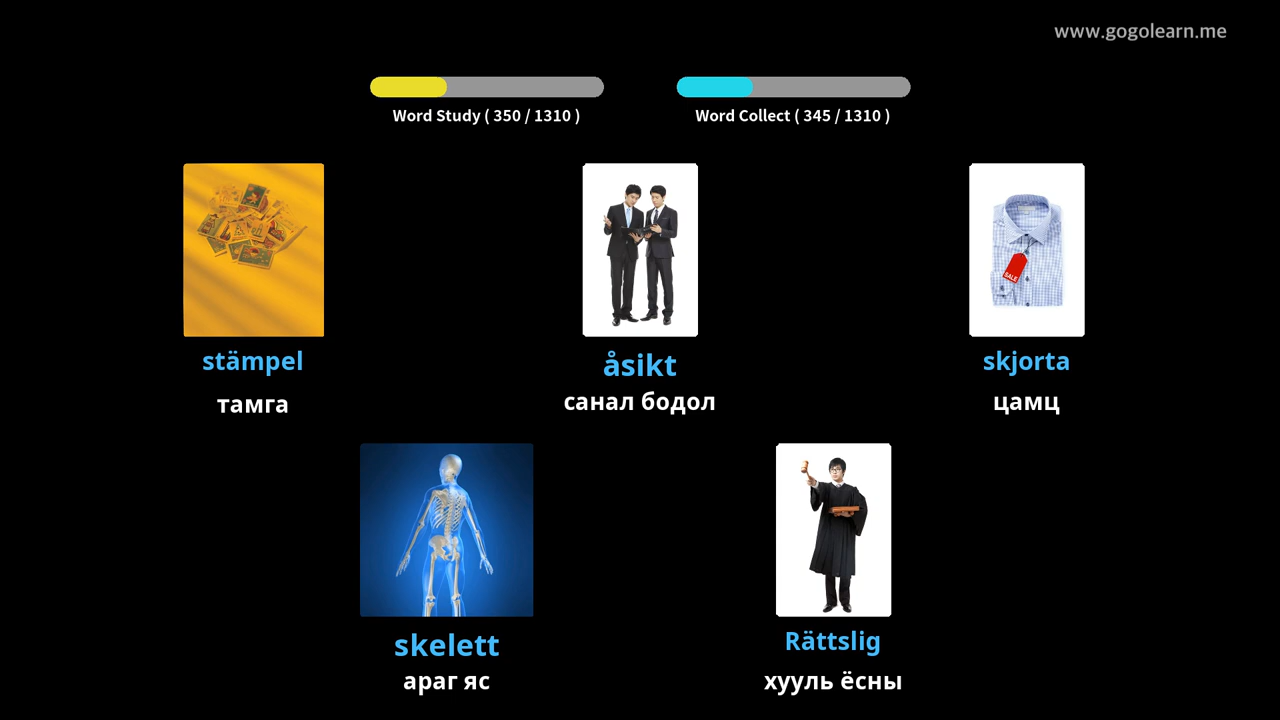 www.gogolearn.me
Word Study ( 350 / 1310 )
Word Collect ( 345 / 1310 )
stämpel
тамга
åsikt
санал бодол
skjorta
SALE
цамц
skelett
араг яс
Rättslig
хууль ёсны